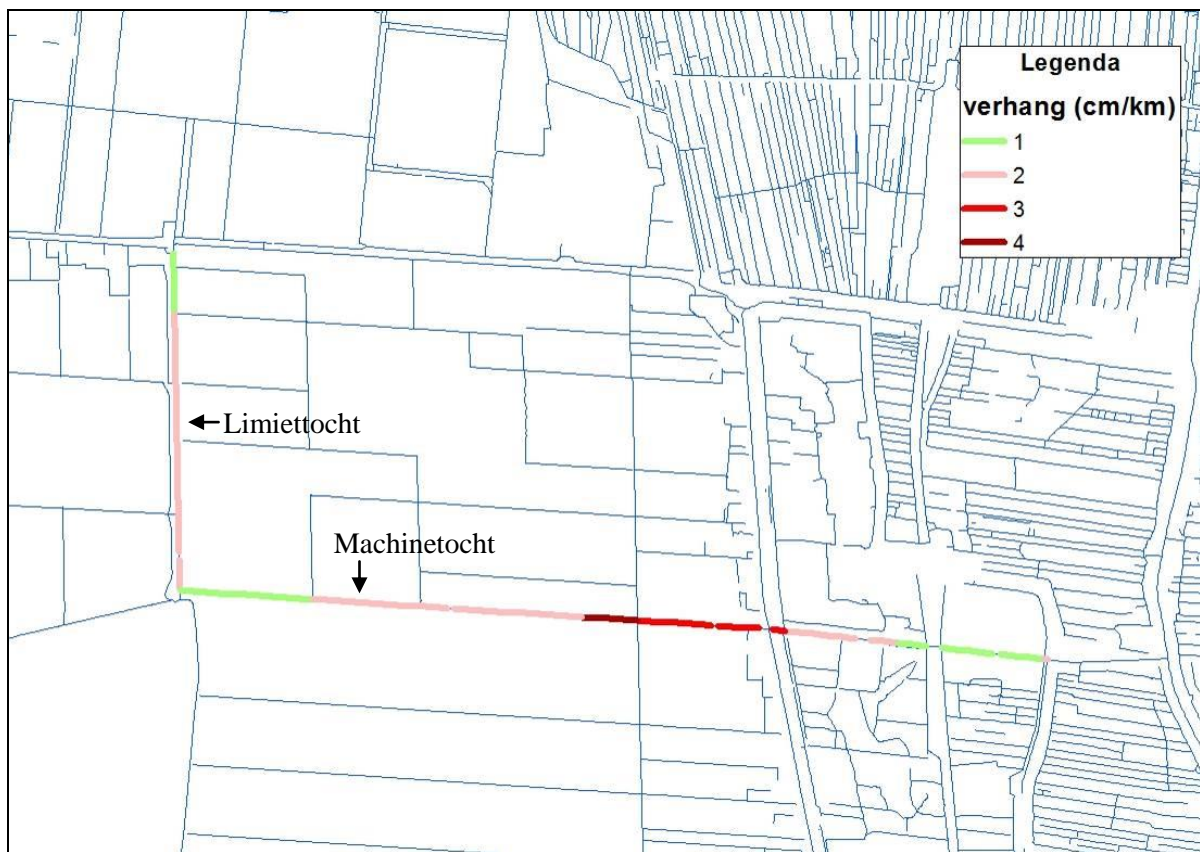 Legenda
verhang (cm/km)
1
2
3
4
Limiettocht
Machinetocht